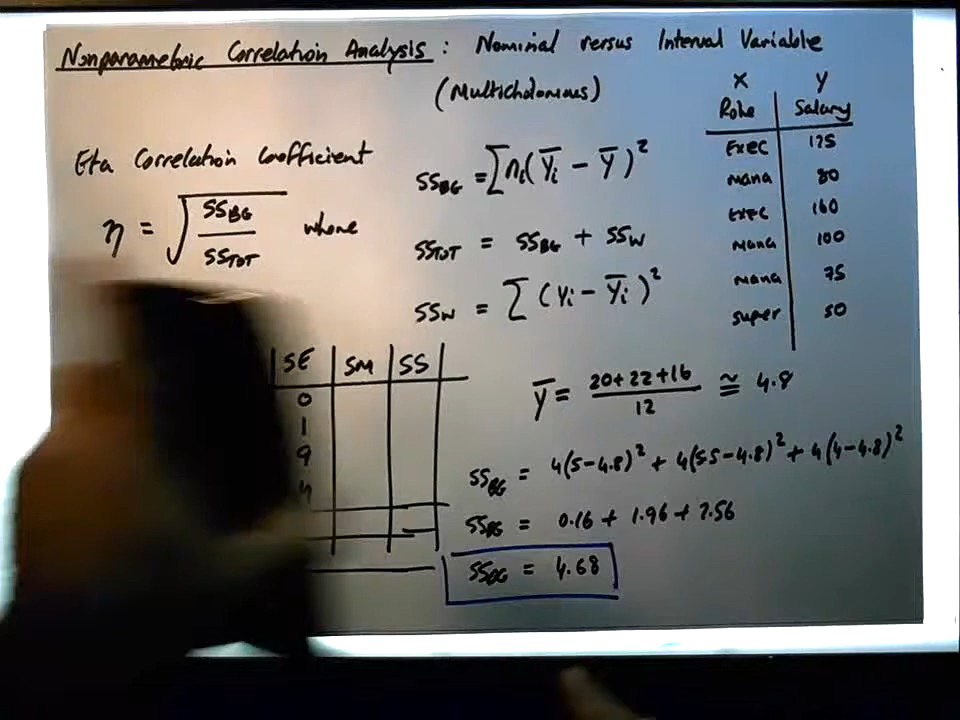 Nonparametric Correlation Analysis : Nominal versus Interval Variable
(Multichotomous)
Eta Correlation Coefficient
η = √(SSBG / SSTOT) where
SSBG = Σ ni(Ȳi − Ȳ)²
SSTOT = SSBG + SSW
SSW = Σ (Yi − Ȳi)²
X Y
Role Salary
Exec 175
Mana 80
Exec 160
Mana 100
Mana 75
Super 50
SE SM SS
0
1
9
4
Ȳ = (20+22+16) / 12 ≅ 4.8
SSBG = 4(5−4.8)² + 4(5.5−4.8)² + 4(4−4.8)²
SSBG = 0.16 + 1.96 + 2.56
SSBG = 4.68